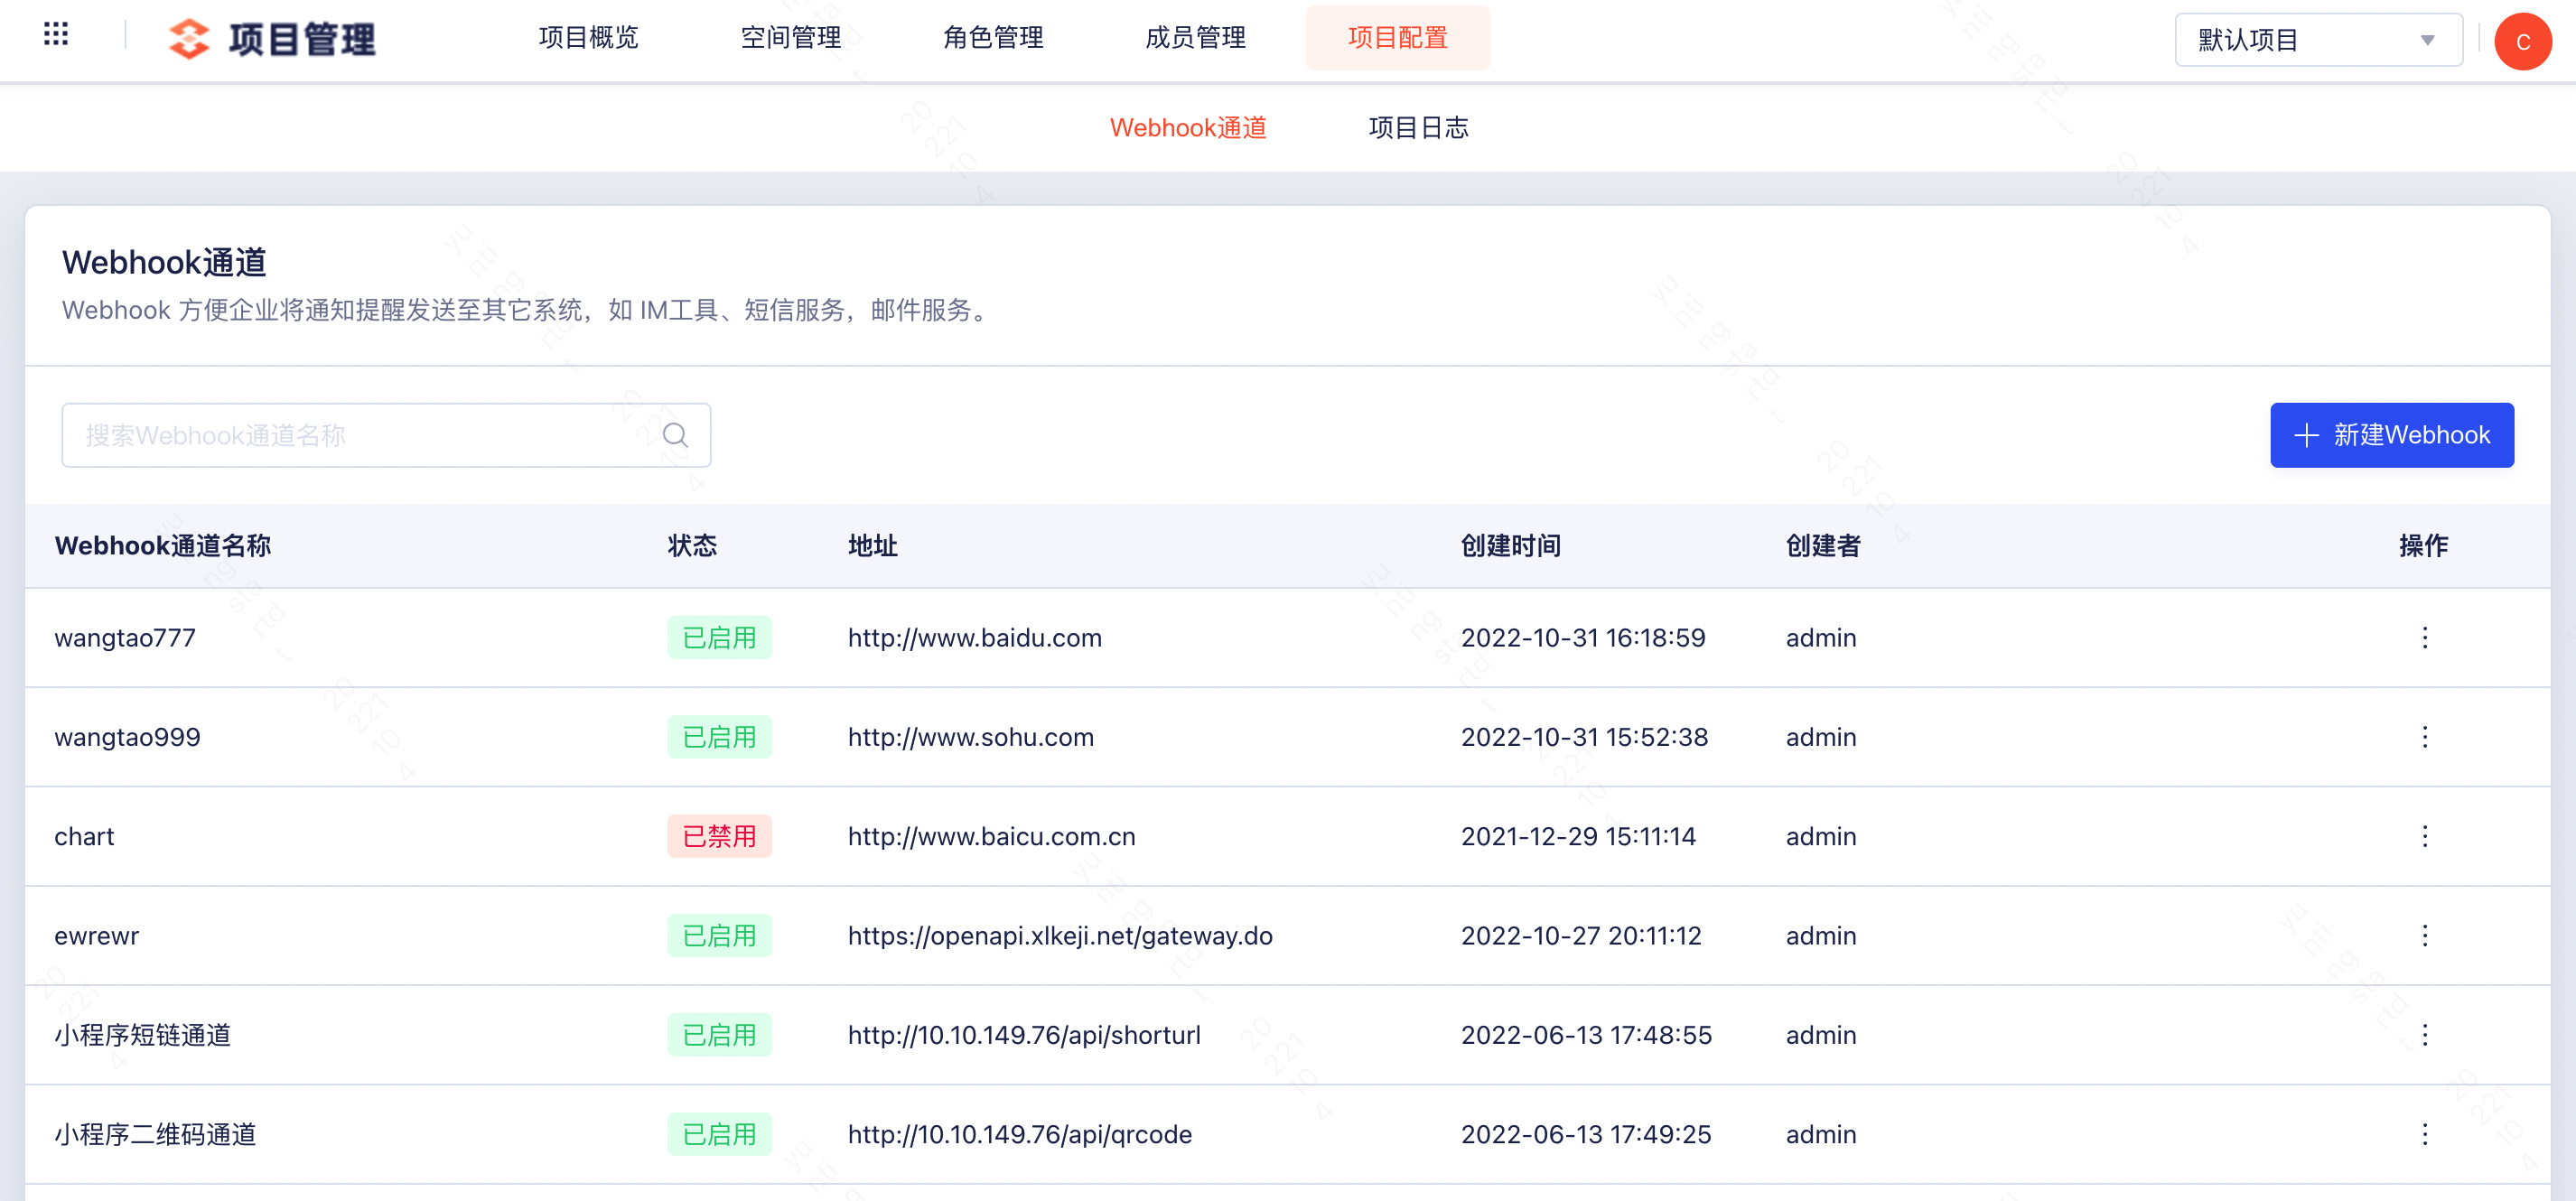 项目管理
项目概览
空间管理
角色管理
成员管理
项目配置
默认项目
C
Webhook通道
项目日志
Webhook通道
Webhook 方便企业将通知提醒发送至其它系统，如 IM工具、短信服务，邮件服务。
搜索Webhook通道名称
新建Webhook
Webhook通道名称 状态 地址 创建时间 创建者 操作
wangtao777 已启用 http://www.baidu.com 2022-10-31 16:18:59 admin
wangtao999 已启用 http://www.sohu.com 2022-10-31 15:52:38 admin
chart 已禁用 http://www.baicu.com.cn 2021-12-29 15:11:14 admin
ewrewr 已启用 https://openapi.xlkeji.net/gateway.do 2022-10-27 20:11:12 admin
小程序短链通道 已启用 http://10.10.149.76/api/shorturl 2022-06-13 17:48:55 admin
小程序二维码通道 已启用 http://10.10.149.76/api/qrcode 2022-06-13 17:49:25 admin